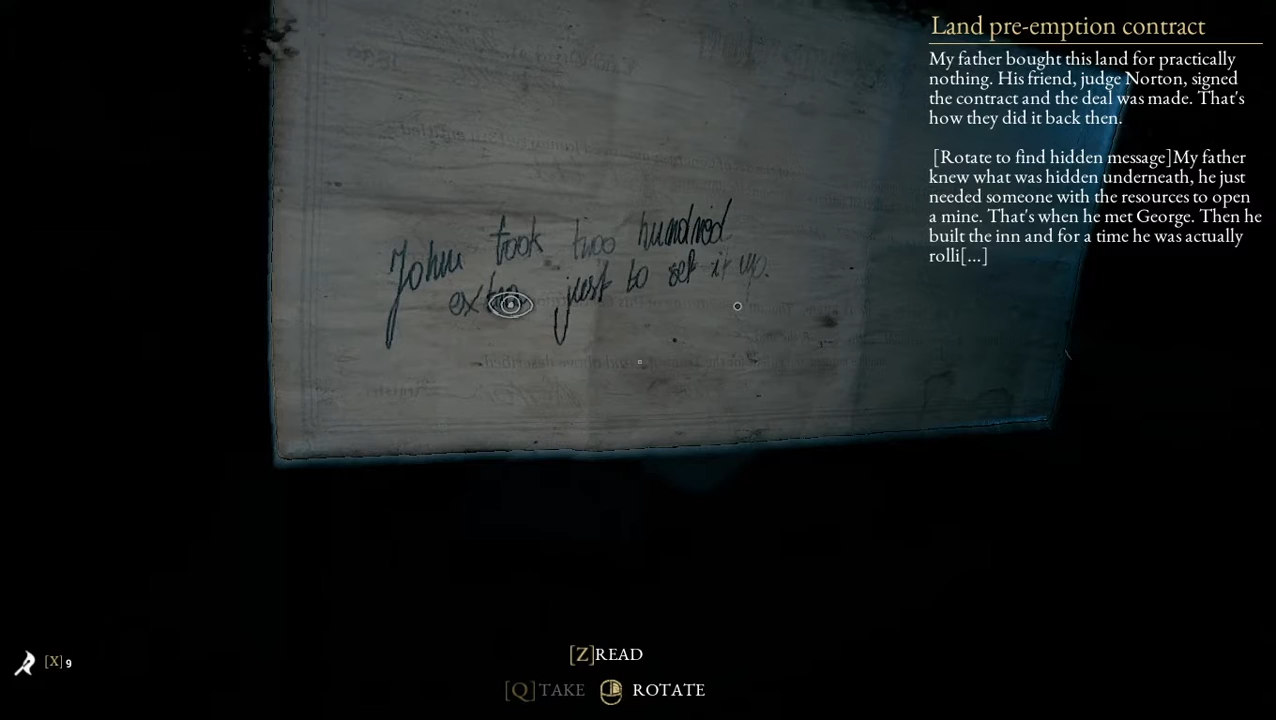 Land pre-emption contract
My father bought this land for practically
nothing. His friend, judge Norton, signed
the contract and the deal was made. That's
how they did it back then.
[Rotate to find hidden message]My father
knew what was hidden underneath, he just
needed someone with the resources to open
a mine. That's when he met George. Then he
built the inn and for a time he was actually
rolli[...]
John took two hundred
extra just to set it up.
[Z]READ
[Q]TAKE ROTATE
[X] 9